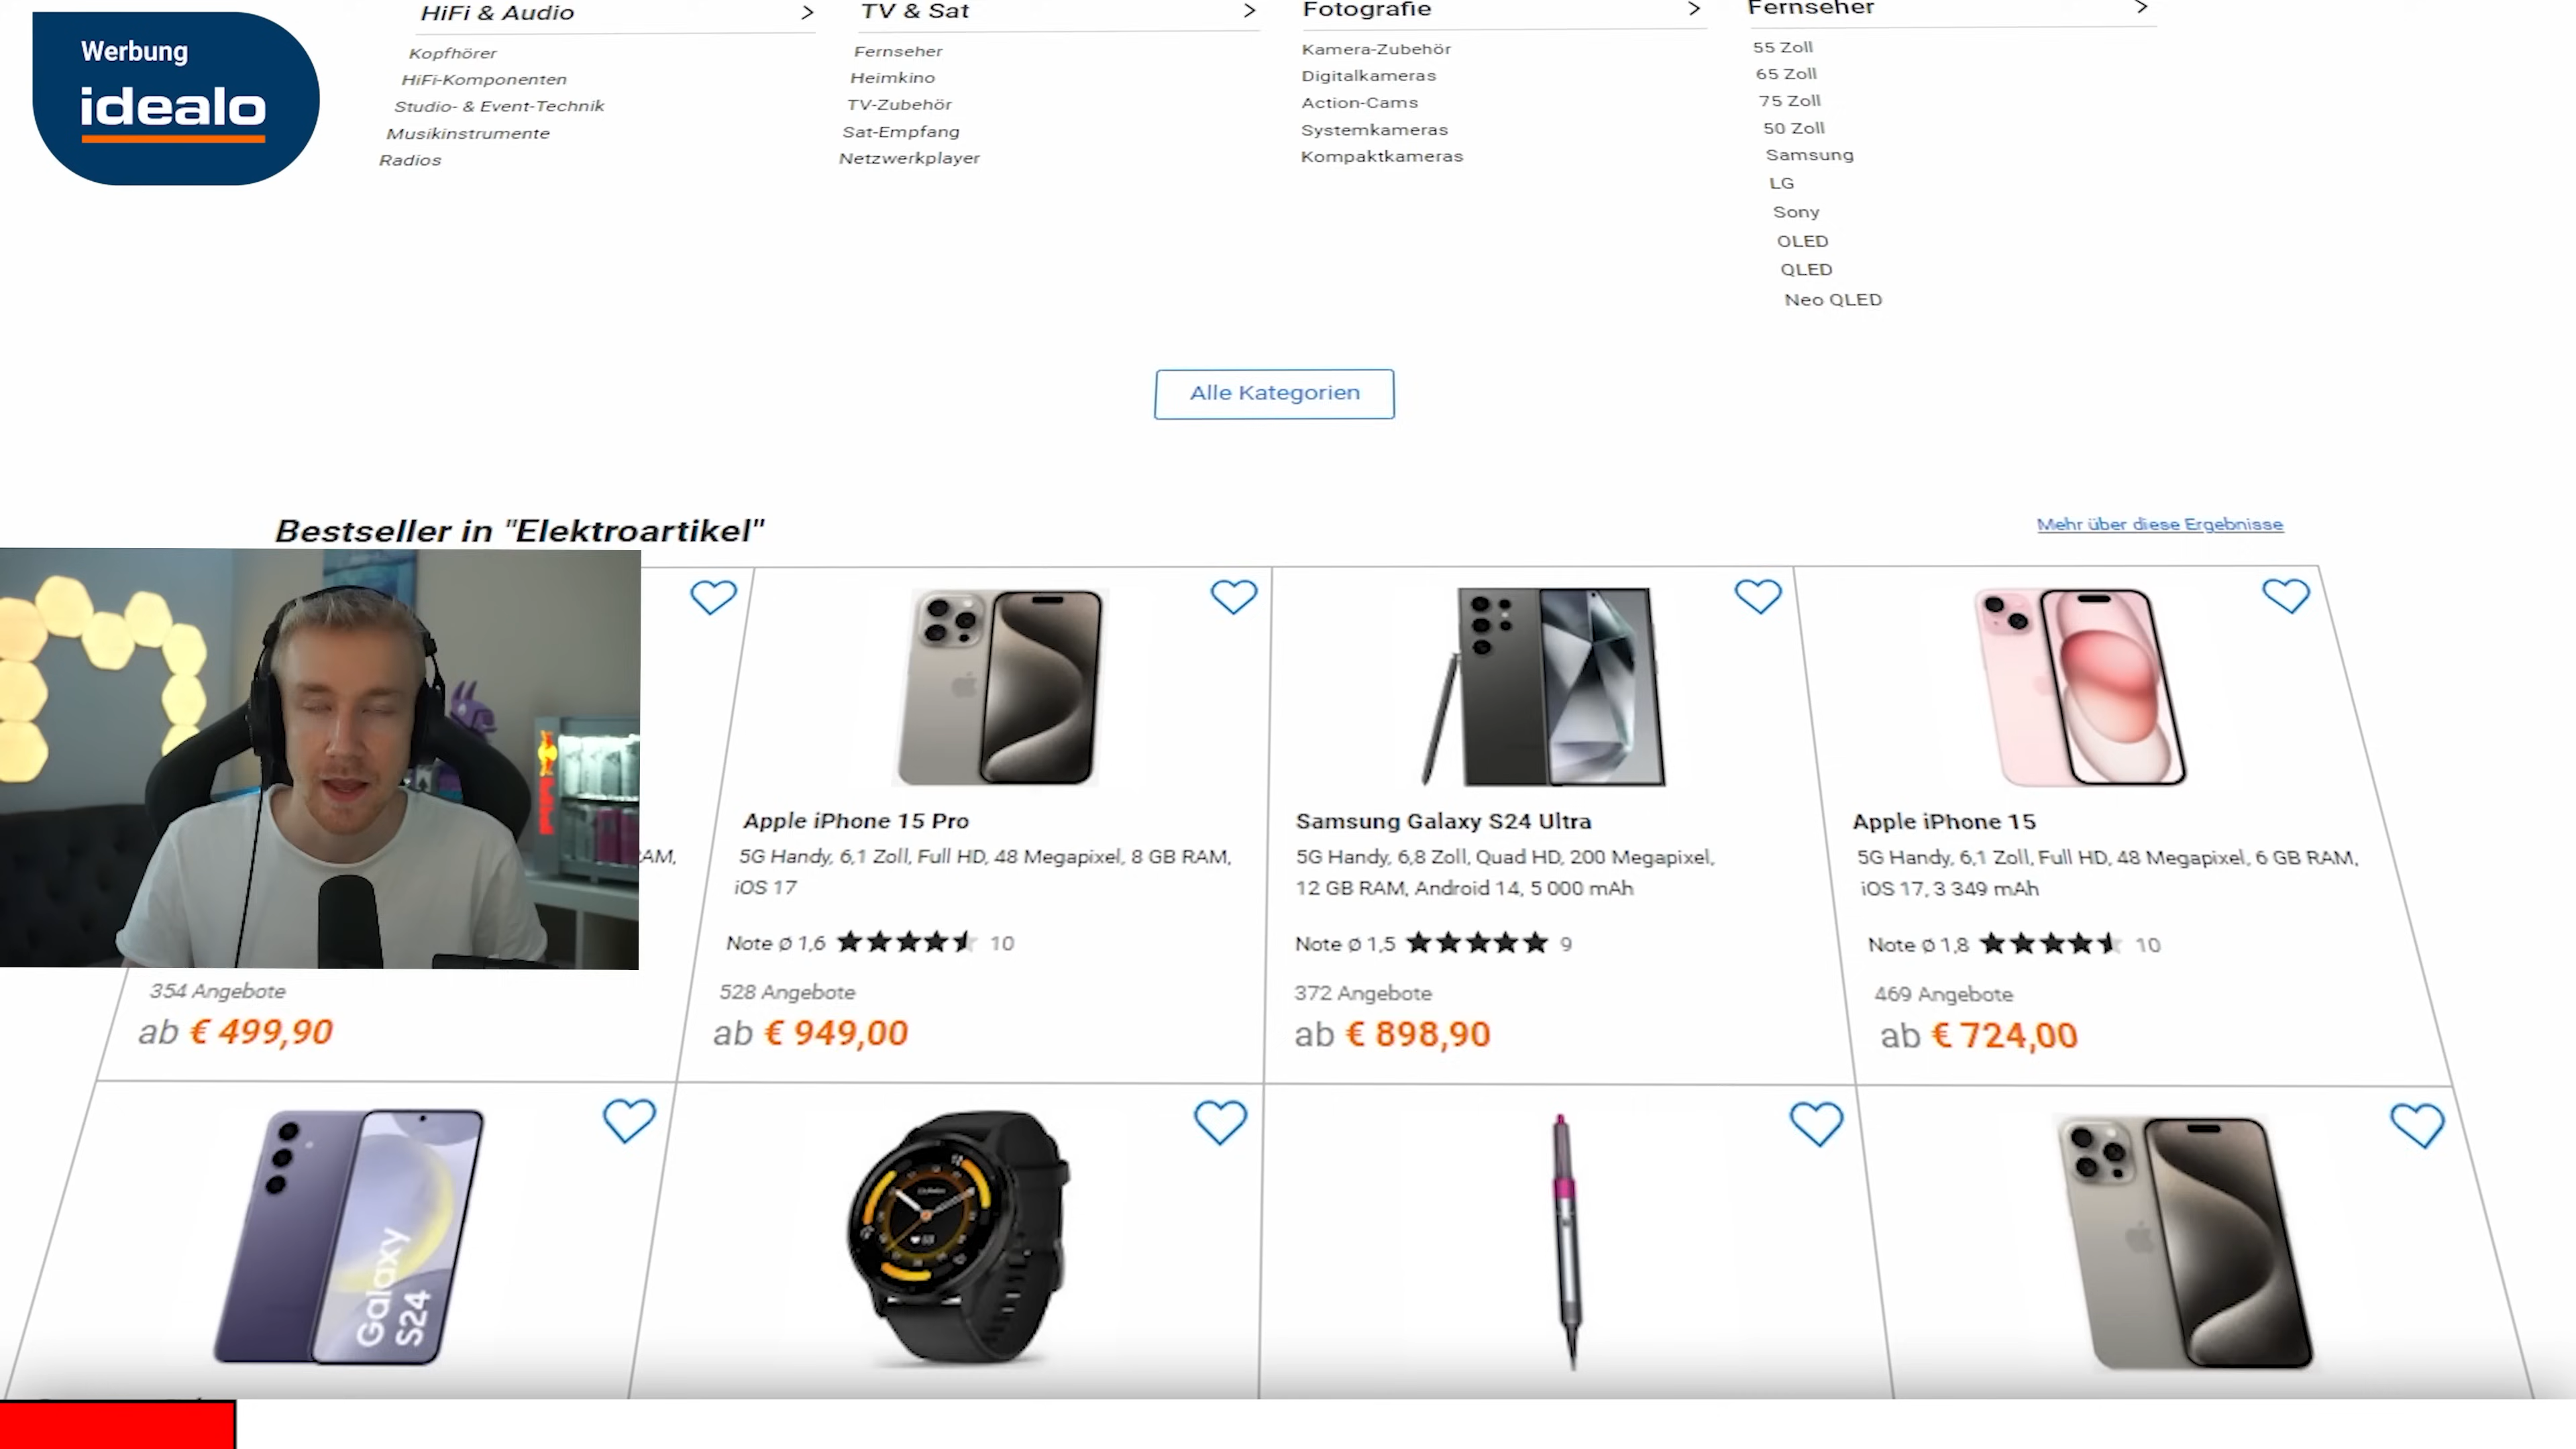 Werbung
idealo
HiFi & Audio
Kopfhörer
HiFi-Komponenten
Studio- & Event-Technik
Musikinstrumente
Radios
TV & Sat
Fernseher
Heimkino
TV-Zubehör
Sat-Empfang
Netzwerkplayer
Fotografie
Kamera-Zubehör
Digitalkameras
Action-Cams
Systemkameras
Kompaktkameras
Fernseher
55 Zoll
65 Zoll
75 Zoll
50 Zoll
Samsung
LG
Sony
OLED
QLED
Neo QLED
Alle Kategorien
Bestseller in "Elektroartikel"
Mehr über diese Ergebnisse
354 Angebote
ab € 499,90
Apple iPhone 15 Pro
5G Handy, 6,1 Zoll, Full HD, 48 Megapixel, 8 GB RAM,
iOS 17
Note ø 1,6 10
528 Angebote
ab € 949,00
Samsung Galaxy S24 Ultra
5G Handy, 6,8 Zoll, Quad HD, 200 Megapixel,
12 GB RAM, Android 14, 5 000 mAh
Note ø 1,5 9
372 Angebote
ab € 898,90
Apple iPhone 15
5G Handy, 6,1 Zoll, Full HD, 48 Megapixel, 6 GB RAM,
iOS 17, 3 349 mAh
Note ø 1,8 10
469 Angebote
ab € 724,00
Galaxy
S24